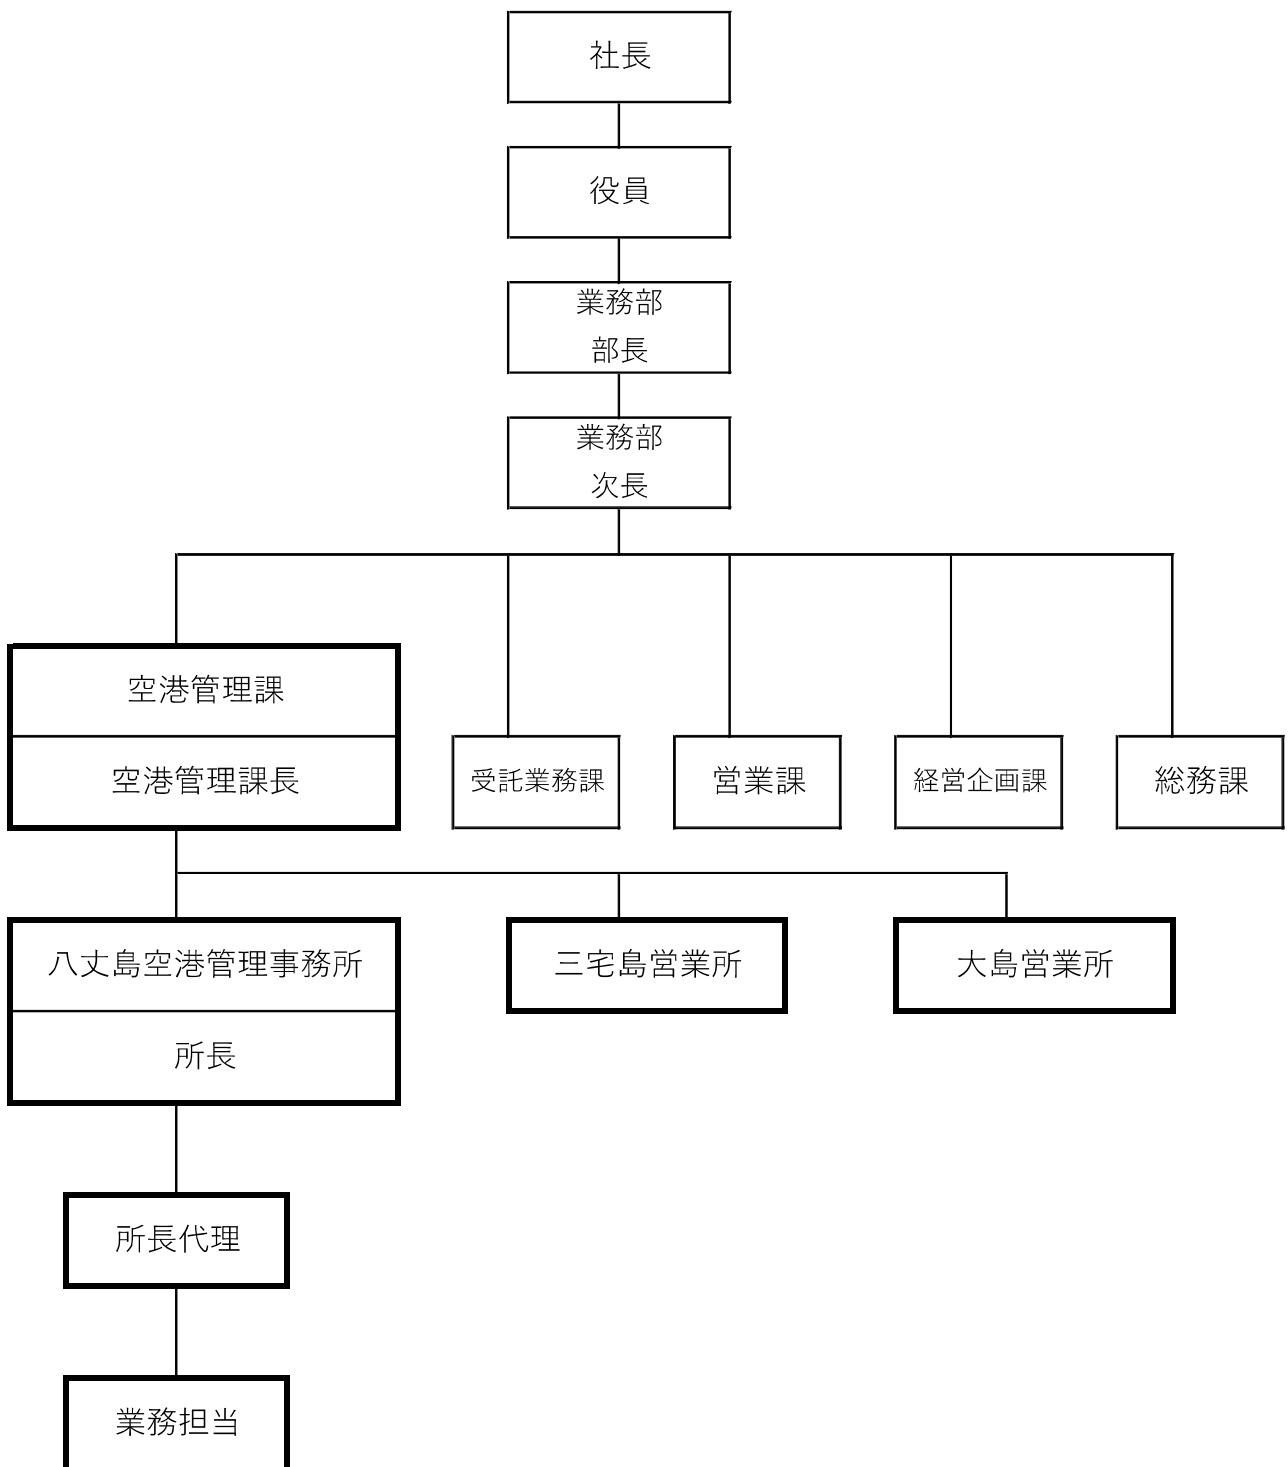 社長
役員
業務部
部長
業務部
次長
空港管理課
空港管理課長
受託業務課
営業課
経営企画課
総務課
八丈島空港管理事務所
所長
三宅島営業所
大島営業所
所長代理
業務担当